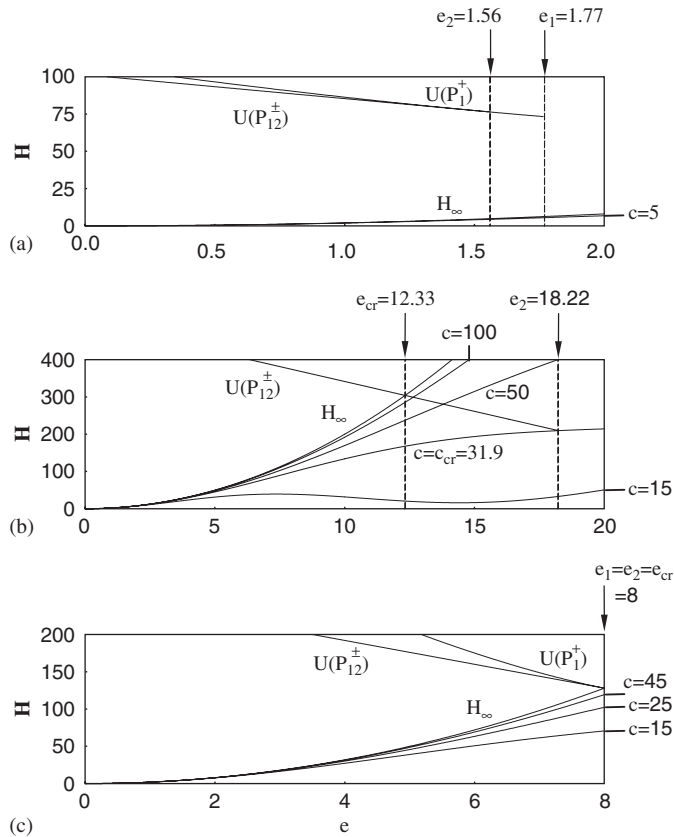 e₂=1.56 e₁=1.77
100
75
50
25
0
H
U(P₁⁺)
U(P₁₂±)
H∞
c=5
(a)
0.0 0.5 1.0 1.5 2.0
e_cr=12.33 e₂=18.22
c=100
400
300
200
100
0
H
U(P₁₂±)
H∞
c=50
c=c_cr=31.9
c=15
(b)
0 5 10 15 20
e₁=e₂=e_cr
=8
200
150
100
50
0
H
U(P₁₂±)
U(P₁⁺)
H∞
c=45
c=25
c=15
(c)
0 2 4 6 8
e